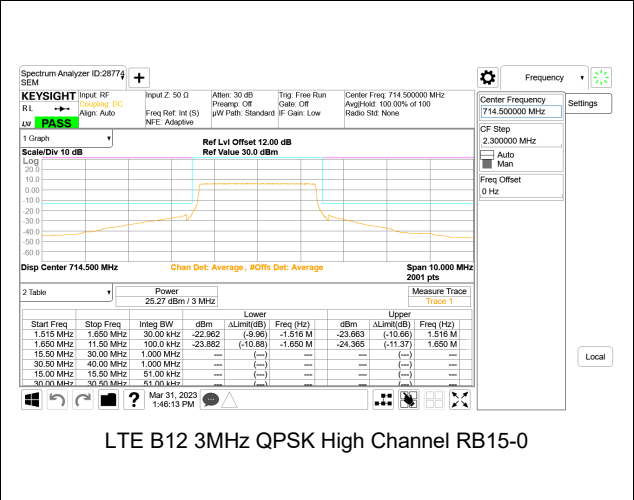 Spectrum Analyzer ID:28774
SEM
Frequency
KEYSIGHT
Input: RF
Input Z: 50 Ω
Atten: 30 dB
Trig: Free Run
Center Freq: 714.500000 MHz
RL
Coupling: DC
Preamp: Off
Gate: Off
Avg|Hold: 100.00% of 100
Align: Auto
Freq Ref: Int (S)
µW Path: Standard
IF Gain: Low
Radio Std: None
NFE: Adaptive
LXI
PASS
Center Frequency
714.500000 MHz
Settings
CF Step
2.300000 MHz
Auto
Man
Freq Offset
0 Hz
Local
1 Graph
Ref Lvl Offset 12.00 dB
Scale/Div 10 dB
Ref Value 30.0 dBm
Log
20.0
10.0
0.00
-10.0
-20.0
-30.0
-40.0
-50.0
-60.0
Disp Center 714.500 MHz
Chan Det: Average, #Offs Det: Average
Span 10.000 MHz
2001 pts
2 Table
Power
25.27 dBm / 3 MHz
Measure Trace
Trace 1
Lower Upper
Start Freq Stop Freq Integ BW dBm ΔLimit(dB) Freq (Hz) dBm ΔLimit(dB) Freq (Hz)
1.515 MHz 1.650 MHz 30.00 kHz -22.962 (-9.96) -1.516 M -23.663 (-10.66) 1.516 M
1.650 MHz 11.50 MHz 100.0 kHz -23.882 (-10.88) -1.650 M -24.365 (-11.37) 1.650 M
15.50 MHz 30.00 MHz 1.000 MHz --- (---) --- --- (---) ---
30.50 MHz 40.00 MHz 1.000 MHz --- (---) --- --- (---) ---
15.00 MHz 15.50 MHz 51.00 kHz --- (---) --- --- (---) ---
30.00 MHz 30.50 MHz 51.00 kHz --- (---) --- --- (---) ---
Mar 31, 2023
1:46:13 PM
LTE B12 3MHz QPSK High Channel RB15-0